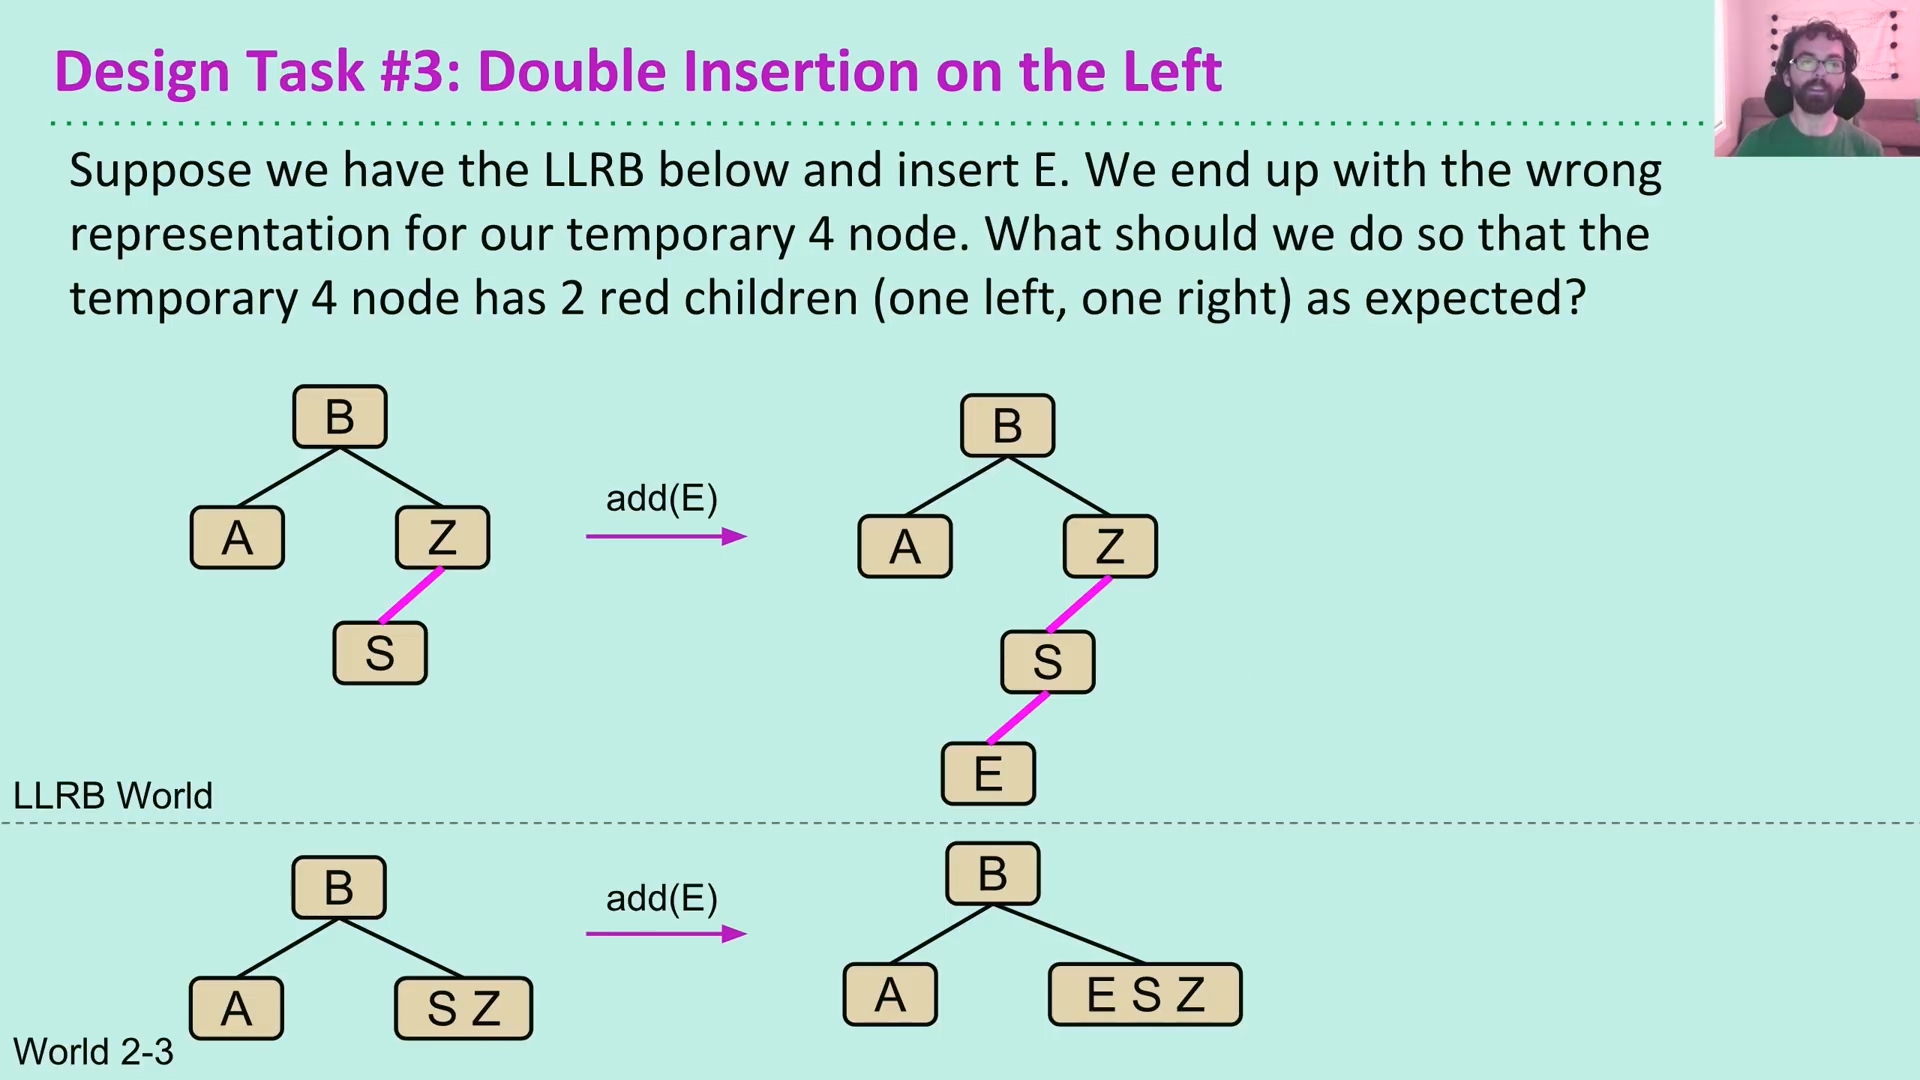 Design Task #3: Double Insertion on the Left
Suppose we have the LLRB below and insert E. We end up with the wrong
representation for our temporary 4 node. What should we do so that the
temporary 4 node has 2 red children (one left, one right) as expected?
B
A
Z
S
add(E)
B
A
Z
S
E
LLRB World
B
A
S Z
add(E)
B
A
E S Z
World 2-3